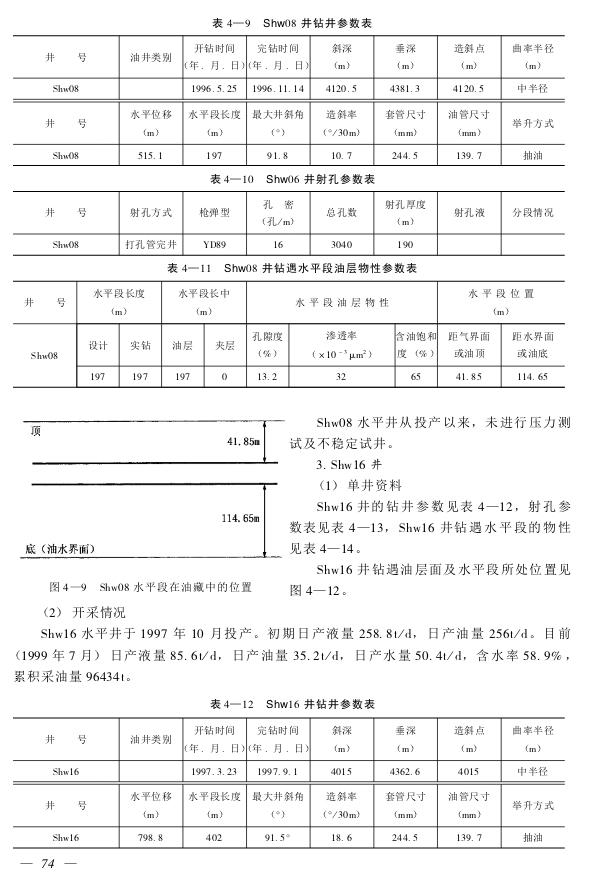 表 4—9　Shw08 井钻井参数表
井　号　油井类别　开钻时间(年．月．日)　完钻时间(年．月．日)　斜深(m)　垂深(m)　造斜点(m)　曲率半径(m)
Shw08　1996.5.25　1996.11.14　4120.5　4381.3　4120.5　中半径
井　号　水平位移(m)　水平段长度(m)　最大井斜角(°)　造斜率(°/30m)　套管尺寸(mm)　油管尺寸(mm)　举升方式
Shw08　515.1　197　91.8　10.7　244.5　139.7　抽油
表 4—10　Shw06 井射孔参数表
井　号　射孔方式　枪弹型　孔　密(孔/m)　总孔数　射孔厚度(m)　射孔液　分段情况
Shw08　打孔管完井　YD89　16　3040　190
表 4—11　Shw08 井钻遇水平段油层物性参数表
井　号　水平段长度(m)　水平段长中(m)　水平段油层物性　水平段位置(m)
Shw08　设计　实钻　油层　夹层　孔隙度(%)　渗透率(×10⁻³μm²)　含油饱和度(%)　距气界面或油顶　距水界面或油底
197　197　197　0　13.2　32　65　41.85　114.65
顶
41.85m
114.65m
底（油水界面）
图 4—9　Shw08 水平段在油藏中的位置
Shw08 水平井从投产以来，未进行压力测
试及不稳定试井。
3. Shw16 井
（1）单井资料
Shw16 井的钻井参数见表 4—12，射孔参
数表见表 4—13，Shw16 井钻遇水平段的物性
见表 4—14。
Shw16 井钻遇油层面及水平段所处位置见
图 4—12。
（2）开采情况
Shw16 水平井于 1997 年 10 月投产。初期日产液量 258.8t/d，日产油量 256t/d。目前
（1999 年 7 月）日产液量 85.6t/d，日产油量 35.2t/d，日产水量 50.4t/d，含水率 58.9%，
累积采油量 96434t。
表 4—12　Shw16 井钻井参数表
井　号　油井类别　开钻时间(年．月．日)　完钻时间(年．月．日)　斜深(m)　垂深(m)　造斜点(m)　曲率半径(m)
Shw16　1997.3.23　1997.9.1　4015　4362.6　4015　中半径
井　号　水平位移(m)　水平段长度(m)　最大井斜角(°)　造斜率(°/30m)　套管尺寸(mm)　油管尺寸(mm)　举升方式
Shw16　798.8　402　91.5°　18.6　244.5　139.7　抽油
— 74 —